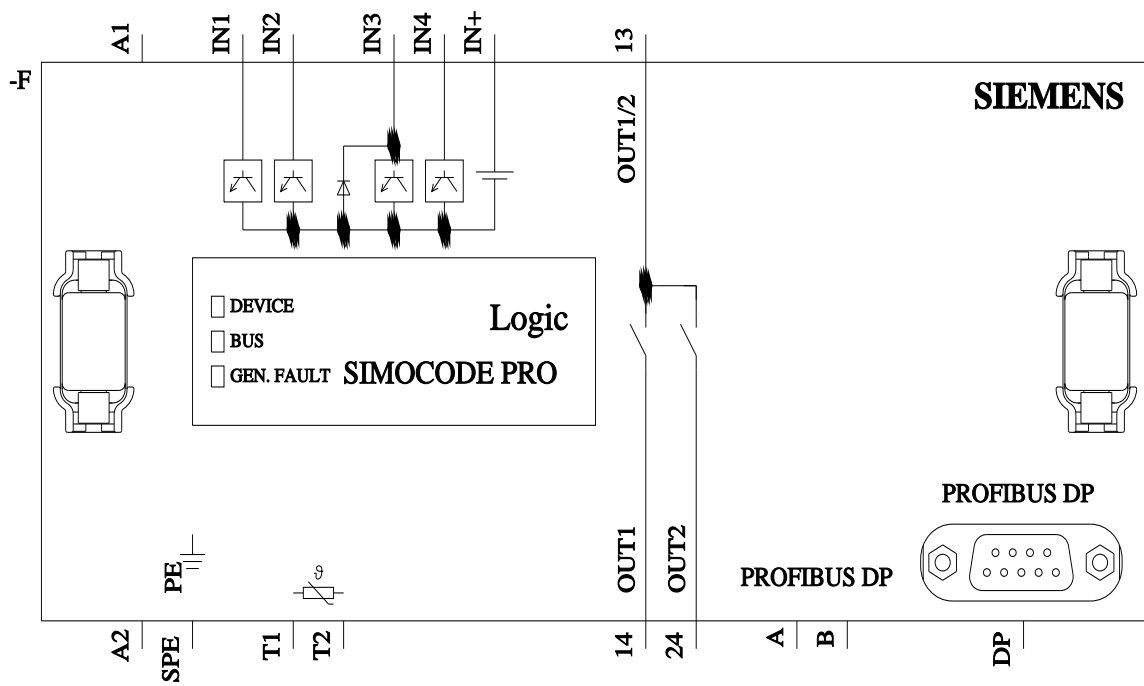 A1
IN1
IN2
IN3
IN4
IN+
13
-F
SIEMENS
OUT1/2
DEVICE
BUS
GEN. FAULT
Logic
SIMOCODE PRO
PROFIBUS DP
PE
ϑ
OUT1
OUT2
PROFIBUS DP
A2
SPE
T1
T2
14
24
A
B
DP